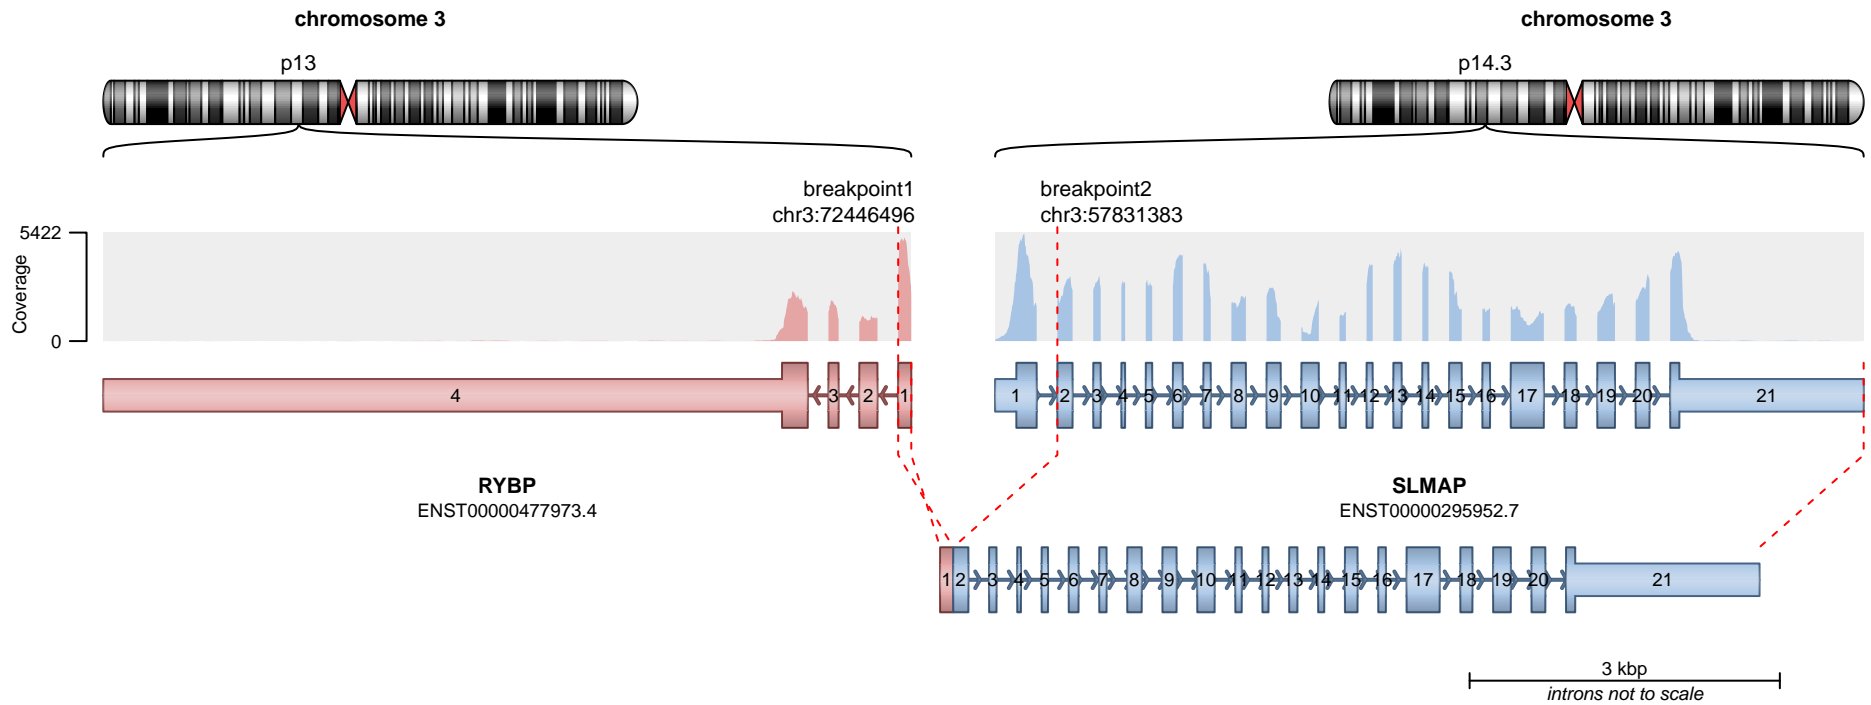 chromosome 3
chromosome 3
p13
p14.3
breakpoint1
chr3:72446496
breakpoint2
chr3:57831383
5422
Coverage
0
4 3 2 1
1 2 3 4 5 6 7 8 9 10 11 12 13 14 15 16 17 18 19 20 21
RYBP
ENST00000477973.4
SLMAP
ENST00000295952.7
1 2 3 4 5 6 7 8 9 10 11 12 13 14 15 16 17 18 19 20 21
3 kbp
introns not to scale